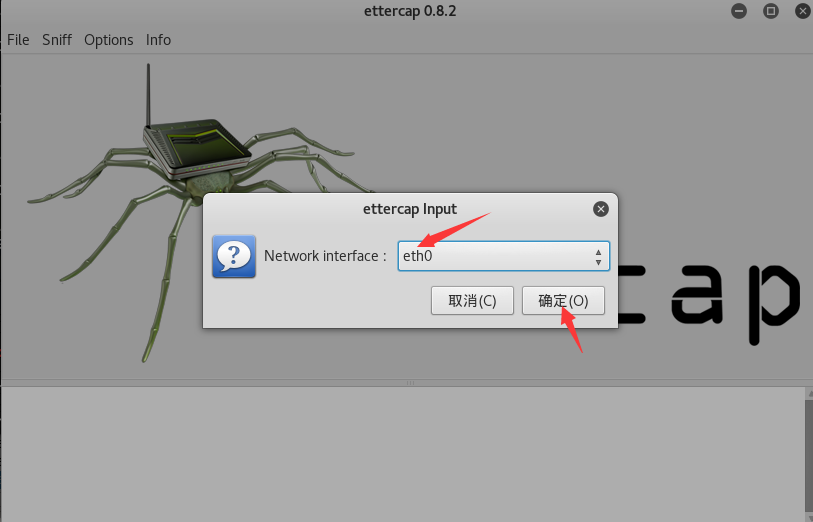 ettercap 0.8.2
File Sniff Options Info
ettercap Input
Network interface : eth0
取消(C) 确定(O)
cap